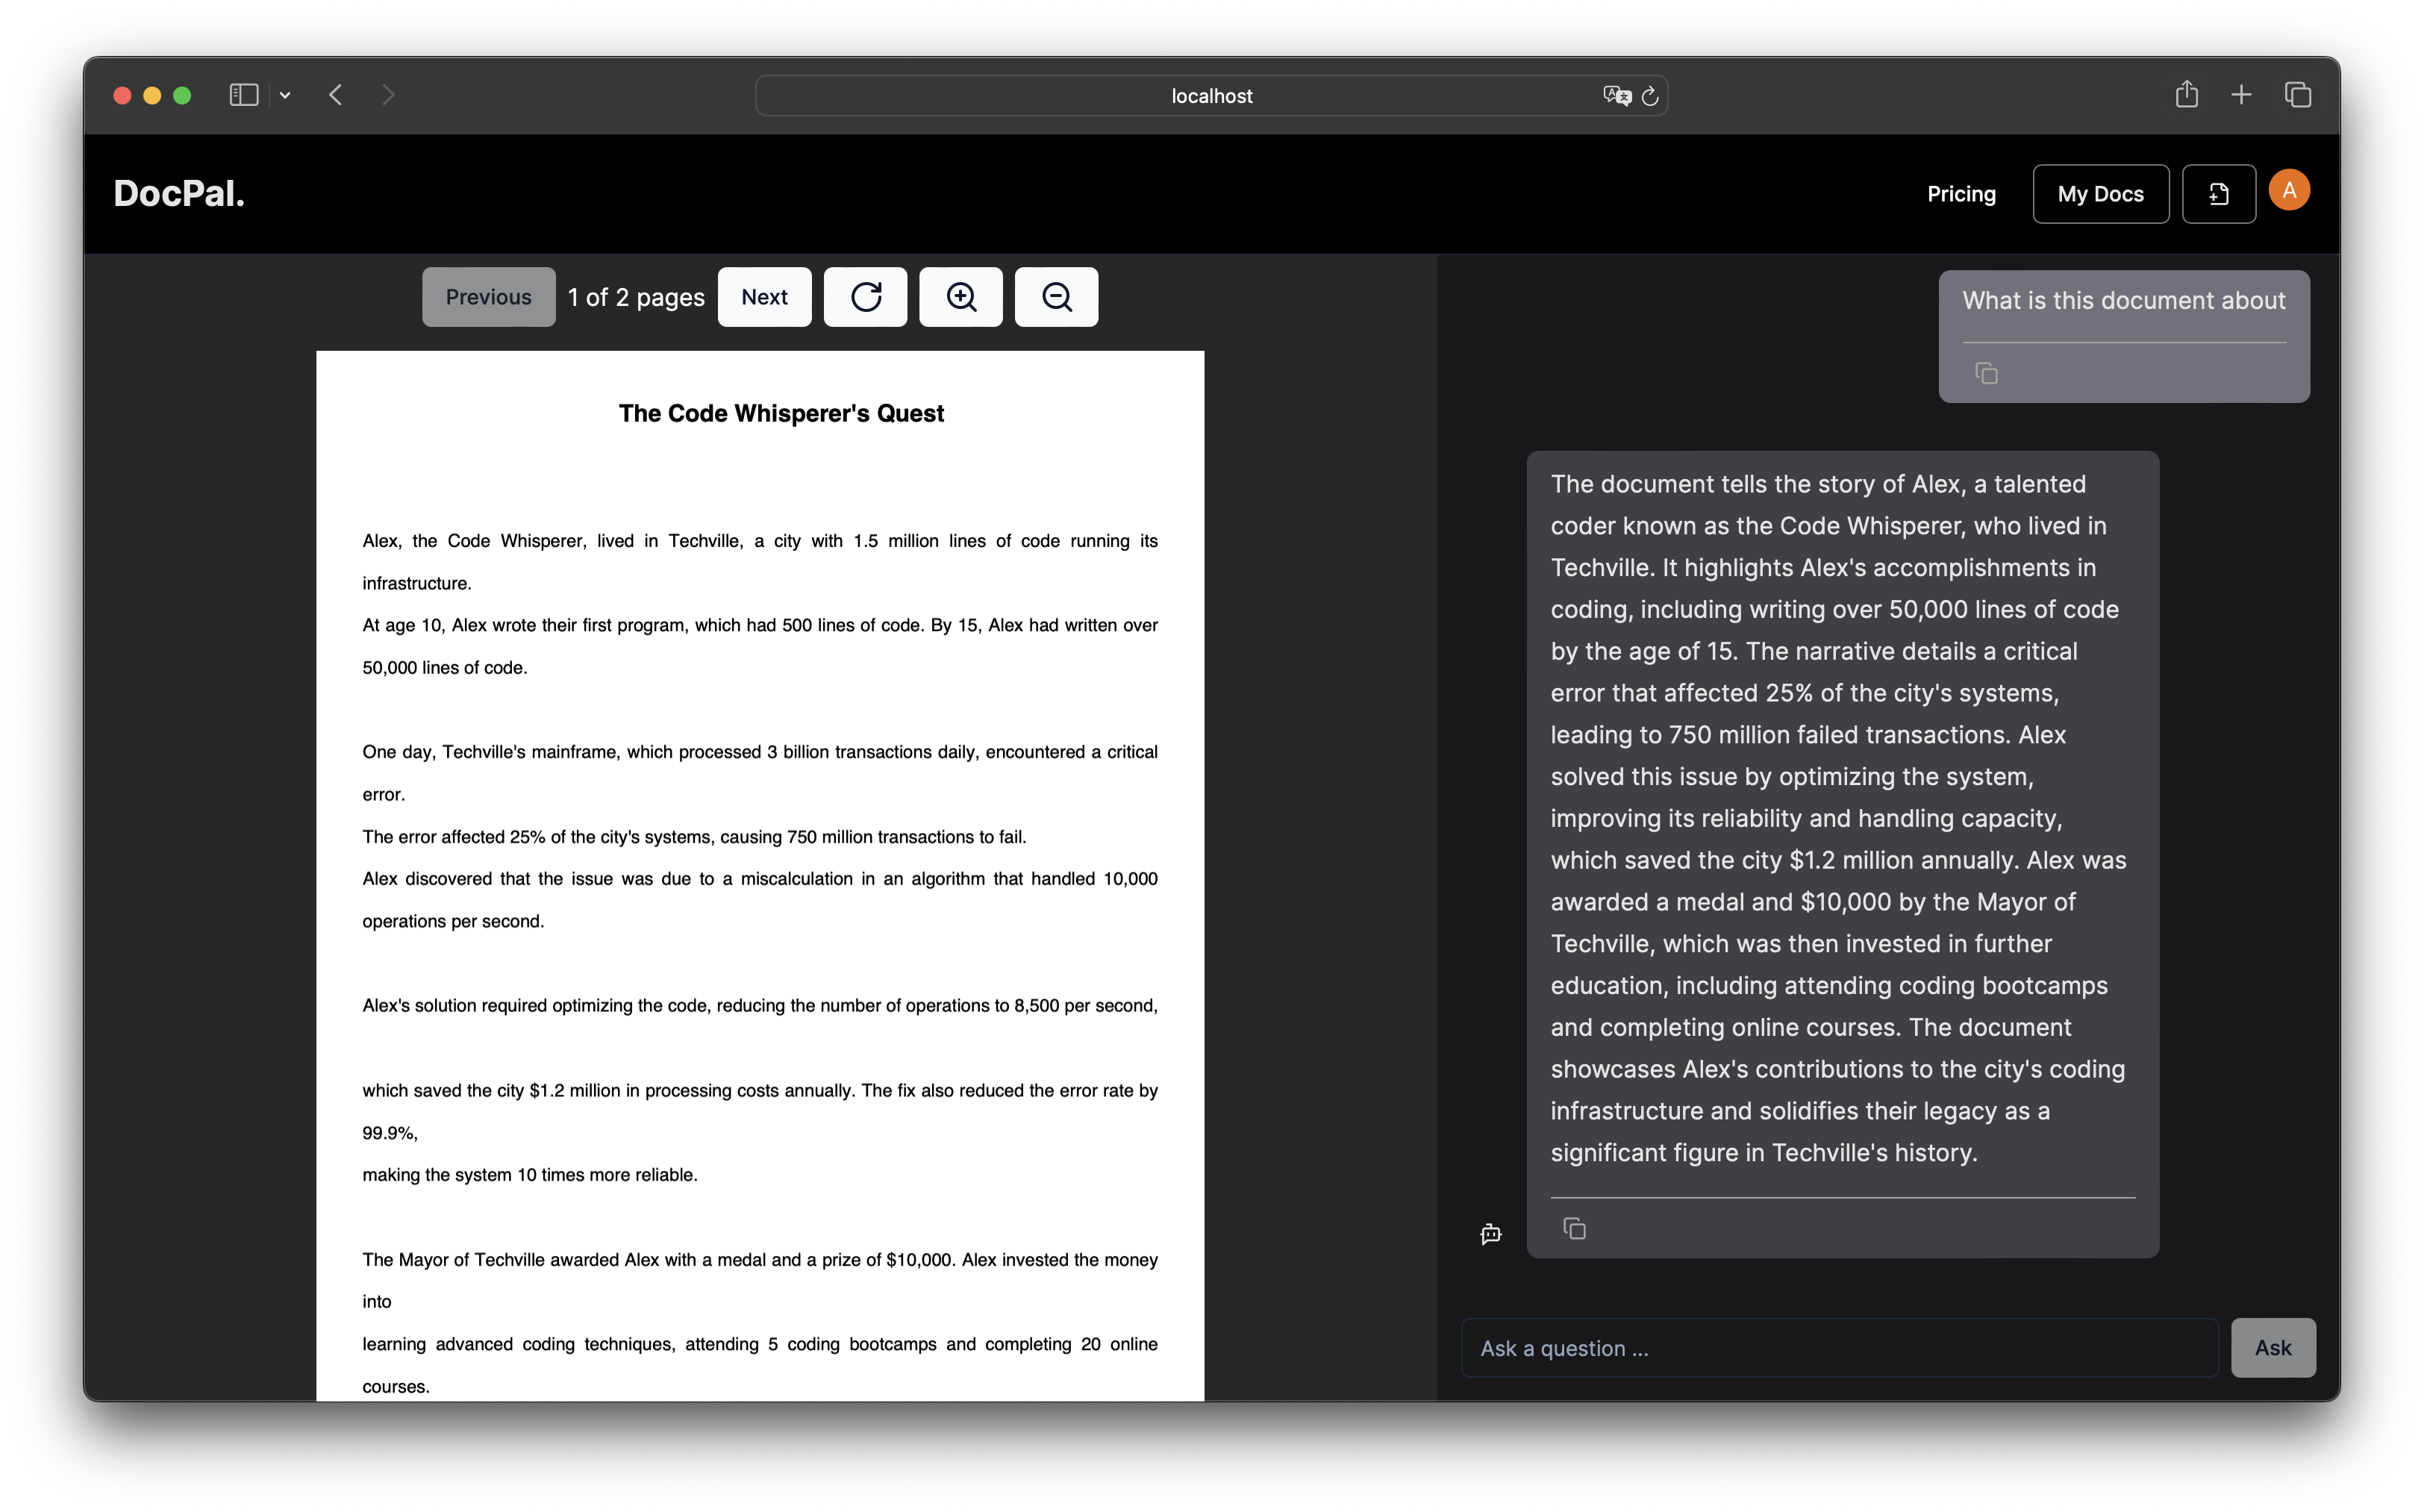 localhost
DocPal.
Pricing
My Docs
A
Previous
1 of 2 pages
Next
The Code Whisperer's Quest
Alex, the Code Whisperer, lived in Techville, a city with 1.5 million lines of code running its
infrastructure.
At age 10, Alex wrote their first program, which had 500 lines of code. By 15, Alex had written over
50,000 lines of code.
One day, Techville's mainframe, which processed 3 billion transactions daily, encountered a critical
error.
The error affected 25% of the city's systems, causing 750 million transactions to fail.
Alex discovered that the issue was due to a miscalculation in an algorithm that handled 10,000
operations per second.
Alex's solution required optimizing the code, reducing the number of operations to 8,500 per second,
which saved the city $1.2 million in processing costs annually. The fix also reduced the error rate by
99.9%,
making the system 10 times more reliable.
The Mayor of Techville awarded Alex with a medal and a prize of $10,000. Alex invested the money
into
learning advanced coding techniques, attending 5 coding bootcamps and completing 20 online
courses.
What is this document about
The document tells the story of Alex, a talented
coder known as the Code Whisperer, who lived in
Techville. It highlights Alex's accomplishments in
coding, including writing over 50,000 lines of code
by the age of 15. The narrative details a critical
error that affected 25% of the city's systems,
leading to 750 million failed transactions. Alex
solved this issue by optimizing the system,
improving its reliability and handling capacity,
which saved the city $1.2 million annually. Alex was
awarded a medal and $10,000 by the Mayor of
Techville, which was then invested in further
education, including attending coding bootcamps
and completing online courses. The document
showcases Alex's contributions to the city's coding
infrastructure and solidifies their legacy as a
significant figure in Techville's history.
Ask a question ...
Ask